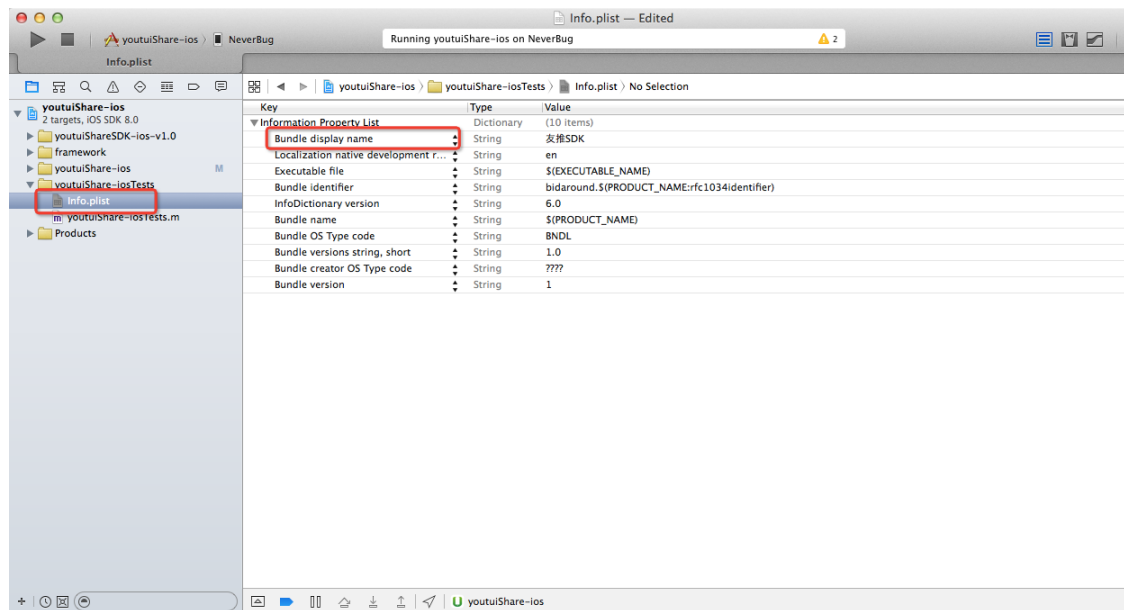 Info.plist — Edited
youtuiShare-ios 〉 NeverBug
Running youtuiShare-ios on NeverBug
2
Info.plist
youtuiShare-ios 〉 youtuiShare-iosTests 〉 Info.plist 〉 No Selection
youtuiShare-ios
2 targets, iOS SDK 8.0
youtuiShareSDK-ios-v1.0
framework
youtuiShare-ios M
youtuiShare-iosTests
Info.plist
m youtuiShare-iosTests.m
Products
Key Type Value
Information Property List Dictionary (10 items)
Bundle display name String 友推SDK
Localization native development r... String en
Executable file String $(EXECUTABLE_NAME)
Bundle identifier String bidaround.$(PRODUCT_NAME:rfc1034identifier)
InfoDictionary version String 6.0
Bundle name String $(PRODUCT_NAME)
Bundle OS Type code String BNDL
Bundle versions string, short String 1.0
Bundle creator OS Type code String ????
Bundle version String 1
youtuiShare-ios